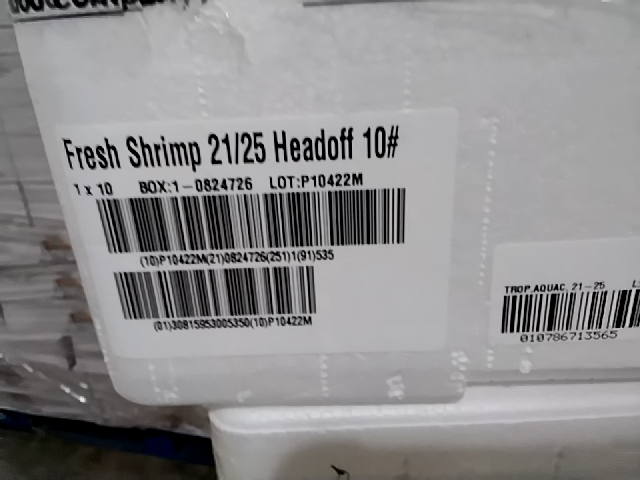 Fresh Shrimp 21/25 Headoff 10#
1 x 10 BOX:1-0824726 LOT:P10422M
(10)P10422M(21)0824726(251)1(91)535
(01)30815953005350(10)P10422M
TROP.AQUAC. 21-25
010786713565